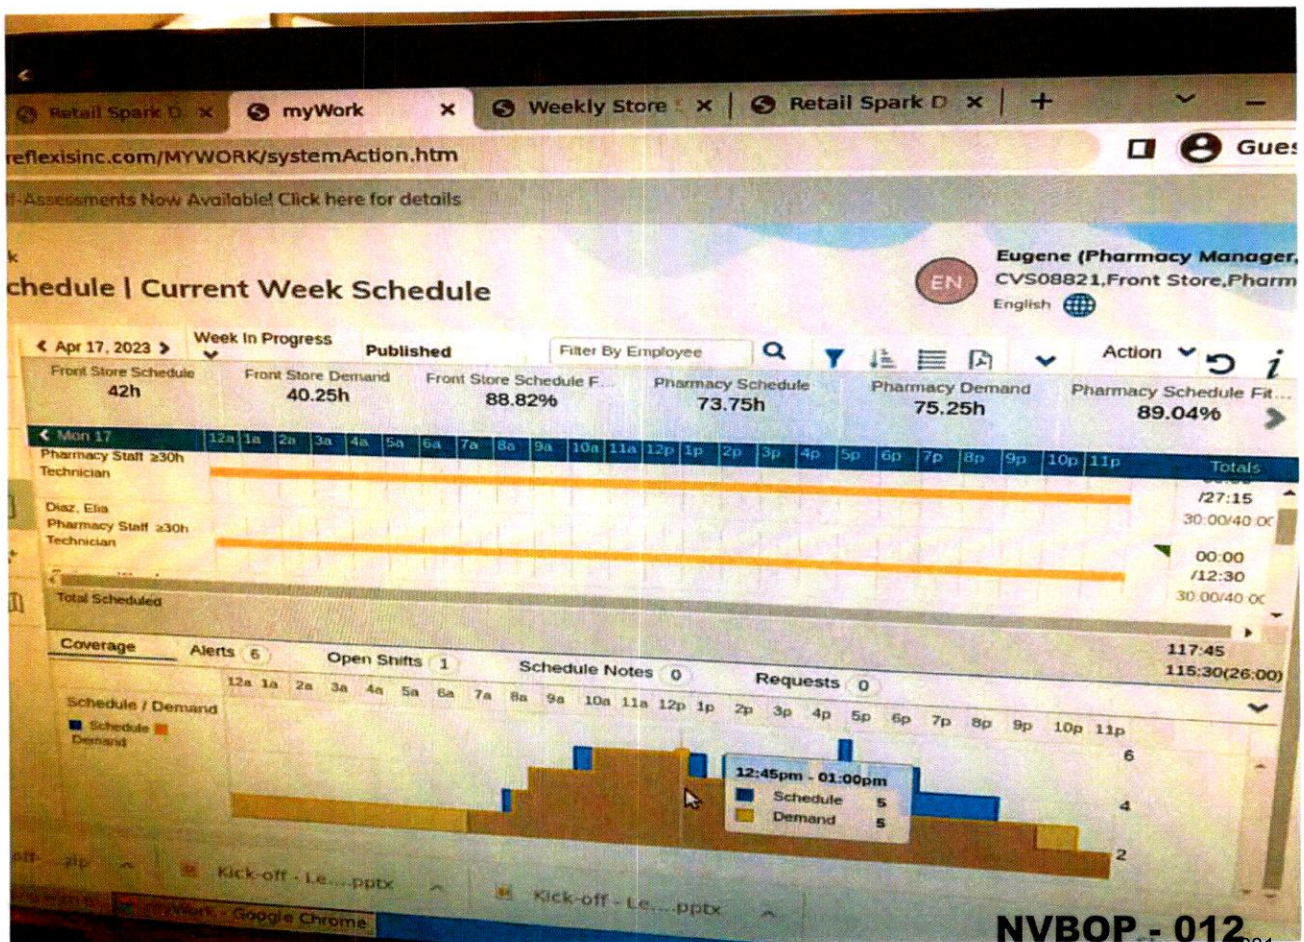 Retail Spark D × myWork × Weekly Store × Retail Spark D × +
reflexisinc.com/MYWORK/systemAction.htm Gues
f-Assessments Now Available! Click here for details
k
chedule | Current Week Schedule
EN
Eugene (Pharmacy Manager,
CVS08821,Front Store,Pharm
English
< Apr 17, 2023 > Week In Progress Published Filter By Employee Action
Front Store Schedule Front Store Demand Front Store Schedule F... Pharmacy Schedule Pharmacy Demand Pharmacy Schedule Fit...
42h 40.25h 88.82% 73.75h 75.25h 89.04%
< Mon 17 12a 1a 2a 3a 4a 5a 6a 7a 8a 9a 10a 11a 12p 1p 2p 3p 4p 5p 6p 7p 8p 9p 10p 11p Totals
Pharmacy Staff ≥30h
Technician
/27:15
30:00/40:00
Diaz, Elia
Pharmacy Staff ≥30h
Technician
00:00
/12:30
30:00/40:00
Total Scheduled
117:45
115:30(26:00)
Coverage Alerts 6 Open Shifts 1 Schedule Notes 0 Requests 0
12a 1a 2a 3a 4a 5a 6a 7a 8a 9a 10a 11a 12p 1p 2p 3p 4p 5p 6p 7p 8p 9p 10p 11p
Schedule / Demand
Schedule
Demand
6
4
2
12:45pm - 01:00pm
Schedule 5
Demand 5
Kick-off - Le....pptx Kick-off - Le....pptx
myWork - Google Chrome
NVBOP - 012